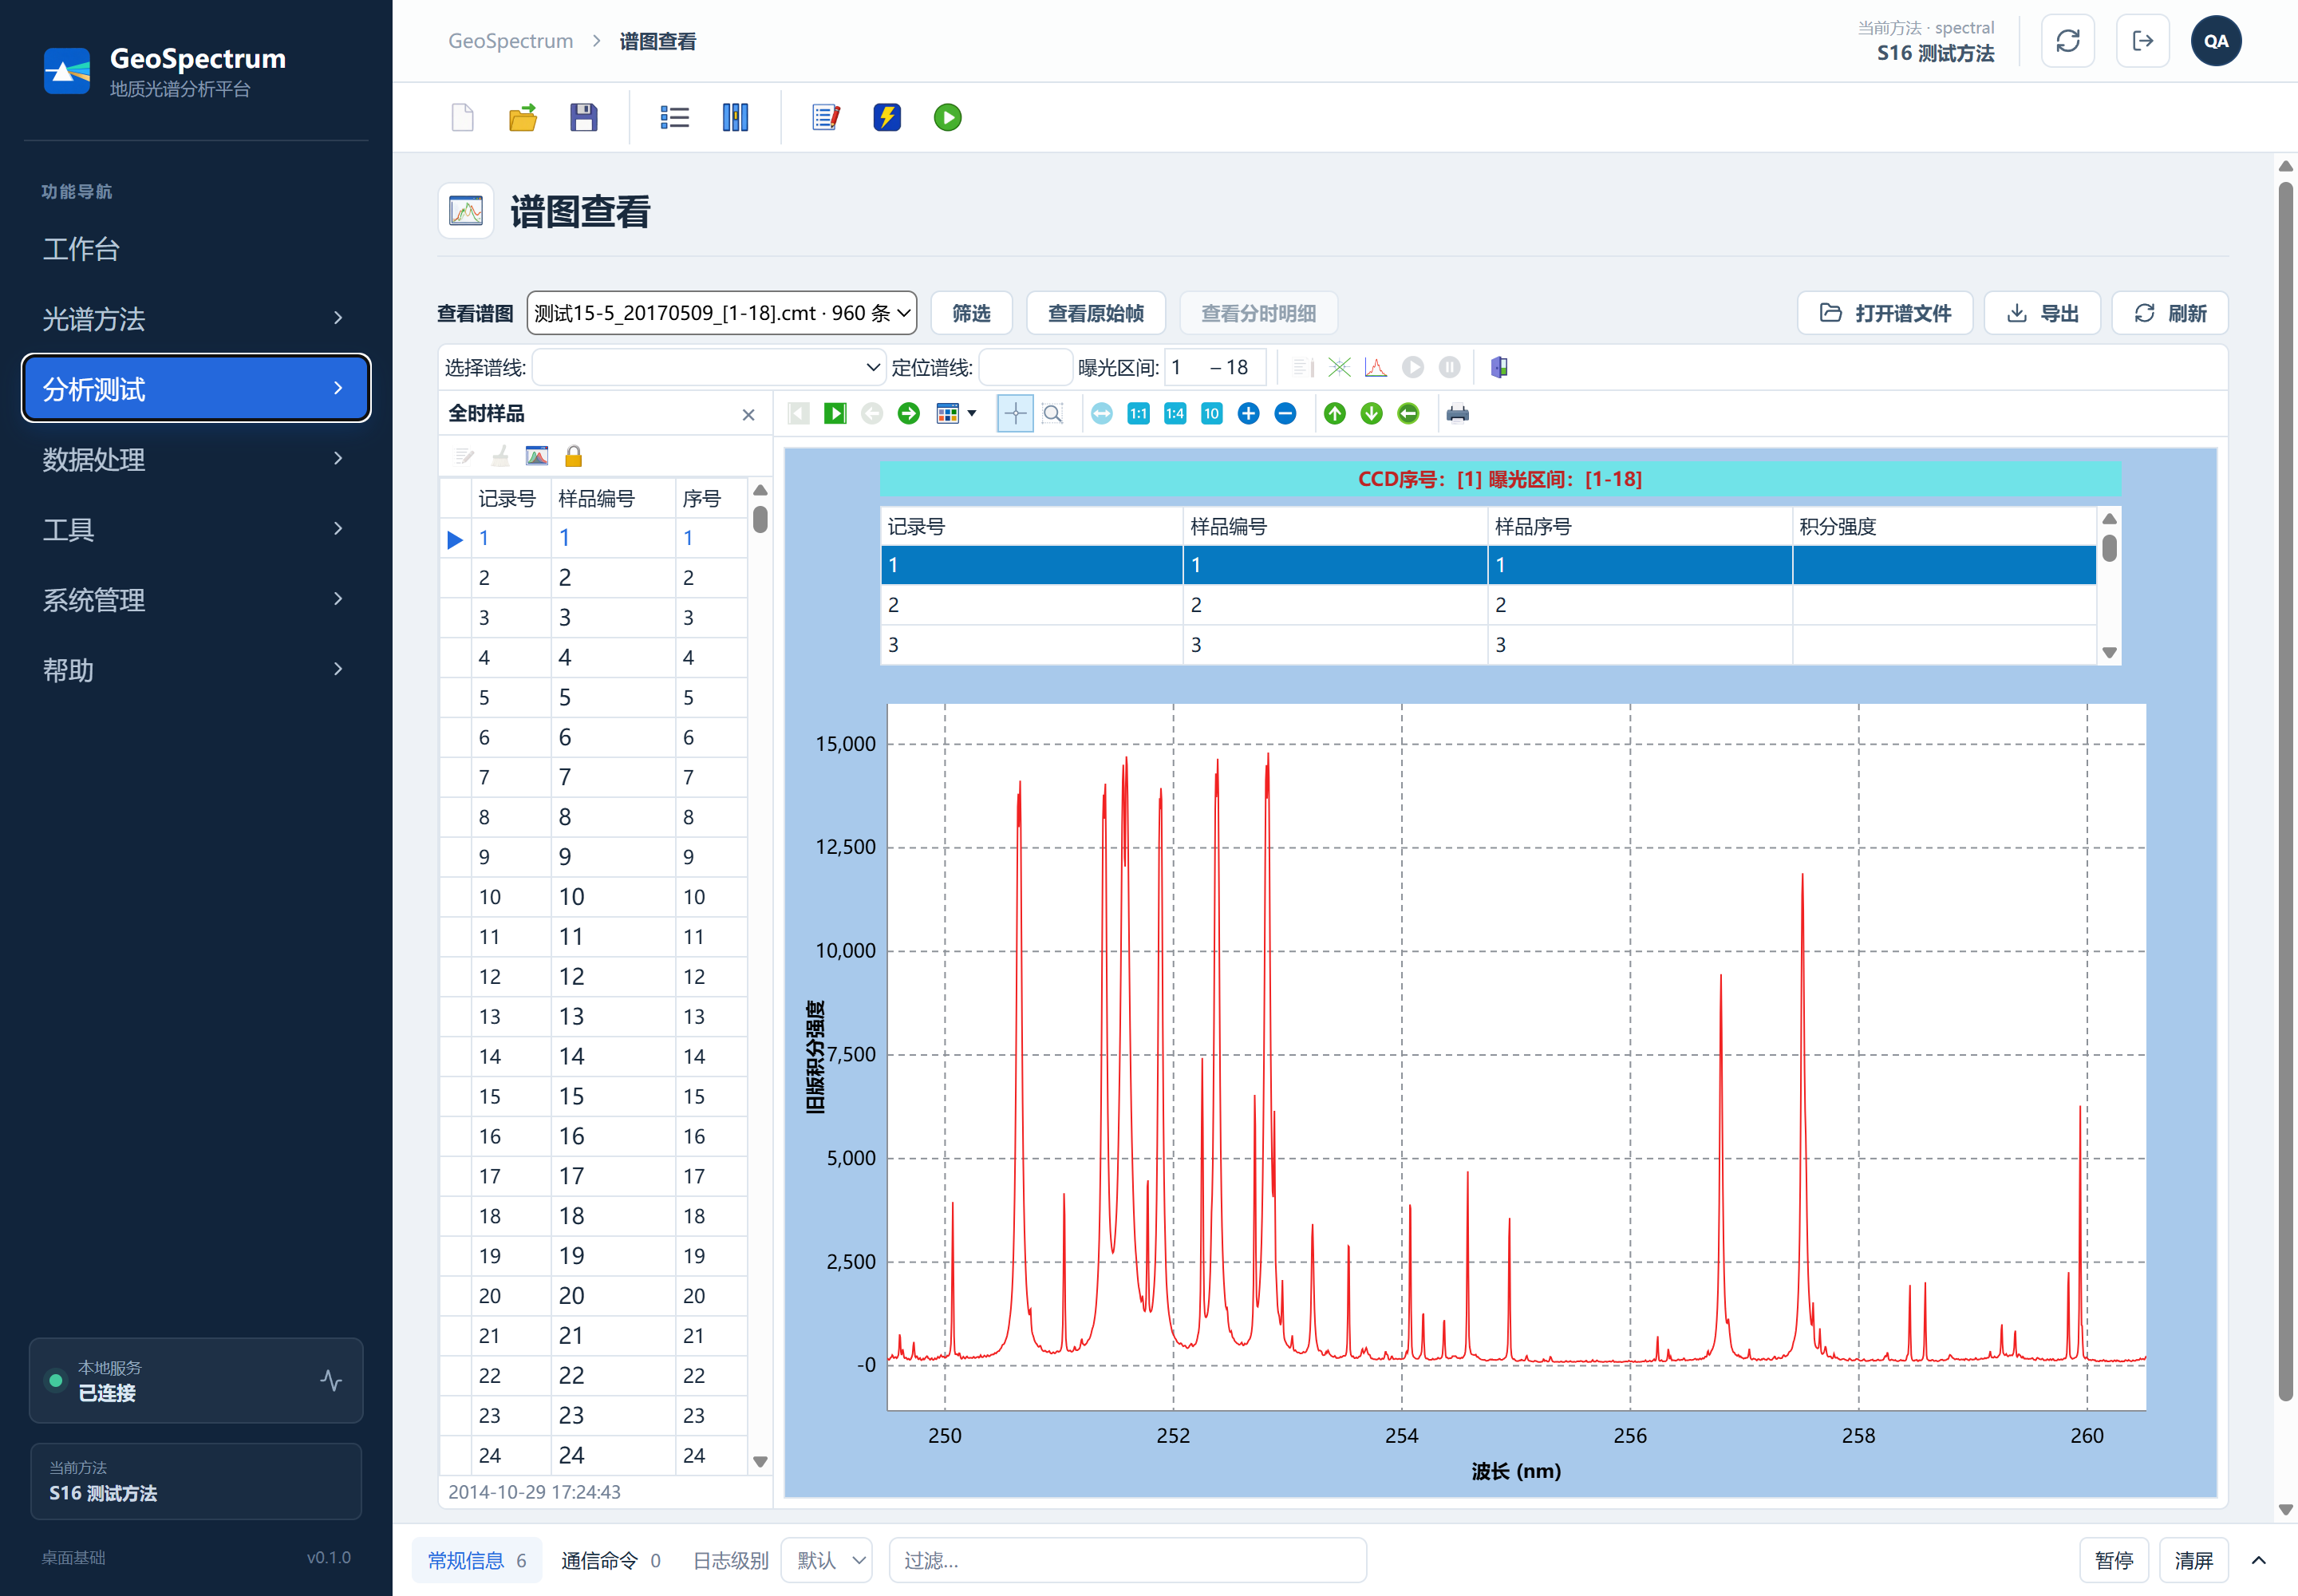 GeoSpectrum
地质光谱分析平台
功能导航
工作台
光谱方法
分析测试
数据处理
工具
系统管理
帮助
本地服务
已连接
当前方法
S16 测试方法
桌面基础 v0.1.0
GeoSpectrum 谱图查看
当前方法 · spectral
S16 测试方法
QA
谱图查看
查看谱图 测试15-5_20170509_[1-18].cmt · 960 条 筛选 查看原始帧 查看分时明细 打开谱文件 导出 刷新
选择谱线: 定位谱线: 曝光区间: 1 – 18
全时样品
1:1 1:4 10
记录号 样品编号 序号
1 1 1
2 2 2
3 3 3
4 4 4
5 5 5
6 6 6
7 7 7
8 8 8
9 9 9
10 10 10
11 11 11
12 12 12
13 13 13
14 14 14
15 15 15
16 16 16
17 17 17
18 18 18
19 19 19
20 20 20
21 21 21
22 22 22
23 23 23
24 24 24
2014-10-29 17:24:43
CCD序号: [1] 曝光区间: [1-18]
记录号 样品编号 样品序号 积分强度
1 1 1
2 2 2
3 3 3
旧版积分强度
15,000
12,500
10,000
7,500
5,000
2,500
-0
250 252 254 256 258 260
波长 (nm)
常规信息 6 通信命令 0 日志级别 默认 过滤... 暂停 清屏